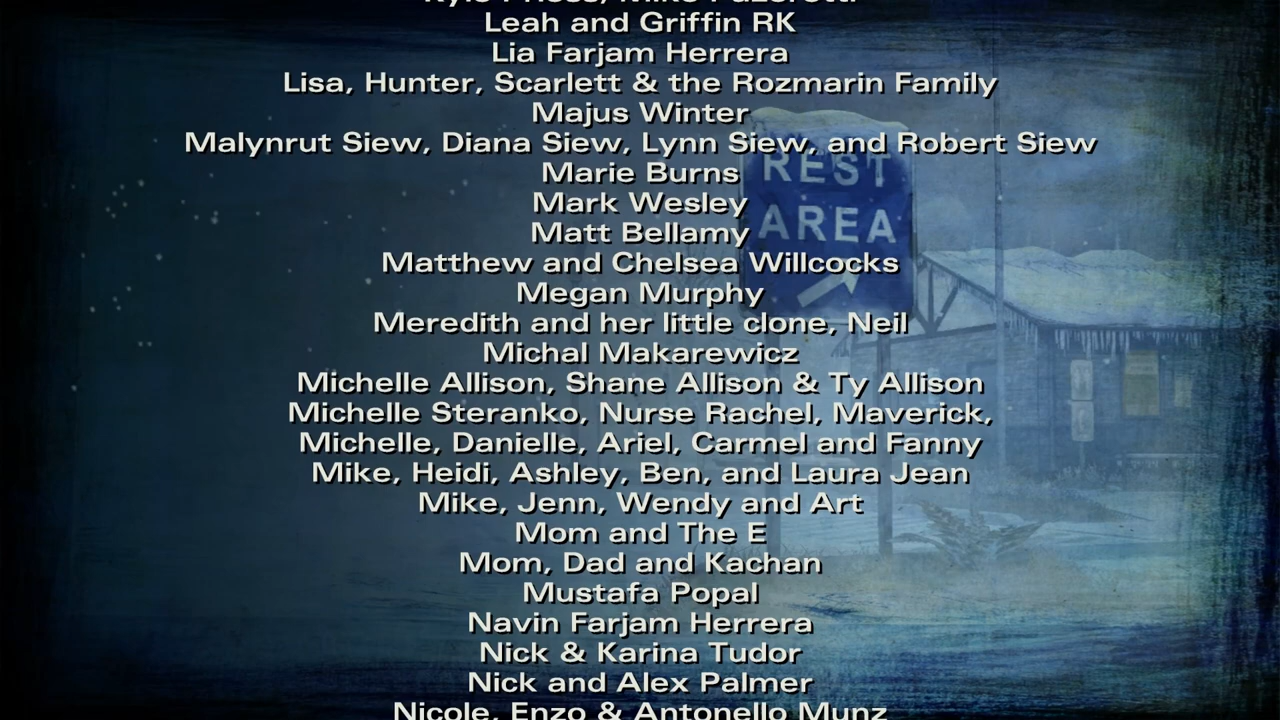 Leah and Griffin RK
Lia Farjam Herrera
Lisa, Hunter, Scarlett & the Rozmarin Family
Majus Winter
Malynrut Siew, Diana Siew, Lynn Siew, and Robert Siew
Marie Burns
Mark Wesley
Matt Bellamy
Matthew and Chelsea Willcocks
Megan Murphy
Meredith and her little clone, Neil
Michal Makarewicz
Michelle Allison, Shane Allison & Ty Allison
Michelle Steranko, Nurse Rachel, Maverick,
Michelle, Danielle, Ariel, Carmel and Fanny
Mike, Heidi, Ashley, Ben, and Laura Jean
Mike, Jenn, Wendy and Art
Mom and The E
Mom, Dad and Kachan
Mustafa Popal
Navin Farjam Herrera
Nick & Karina Tudor
Nick and Alex Palmer
Nicole, Enzo & Antonello Munz
REST
AREA